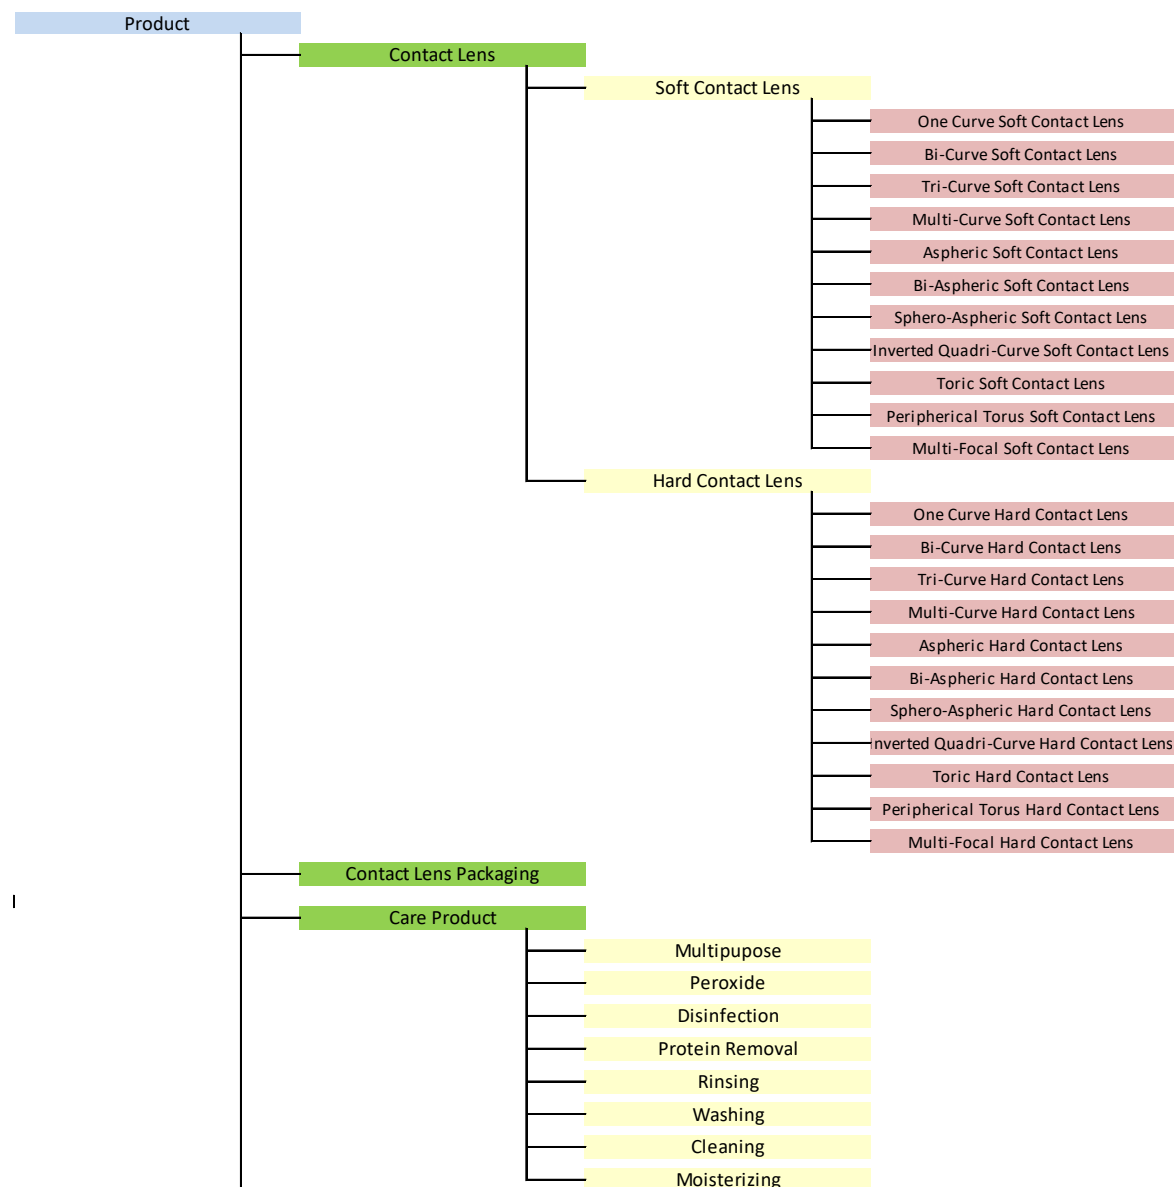 Product
Contact Lens
Soft Contact Lens
One Curve Soft Contact Lens
Bi-Curve Soft Contact Lens
Tri-Curve Soft Contact Lens
Multi-Curve Soft Contact Lens
Aspheric Soft Contact Lens
Bi-Aspheric Soft Contact Lens
Sphero-Aspheric Soft Contact Lens
Inverted Quadri-Curve Soft Contact Lens
Toric Soft Contact Lens
Peripherical Torus Soft Contact Lens
Multi-Focal Soft Contact Lens
Hard Contact Lens
One Curve Hard Contact Lens
Bi-Curve Hard Contact Lens
Tri-Curve Hard Contact Lens
Multi-Curve Hard Contact Lens
Aspheric Hard Contact Lens
Bi-Aspheric Hard Contact Lens
Sphero-Aspheric Hard Contact Lens
Inverted Quadri-Curve Hard Contact Lens
Toric Hard Contact Lens
Peripherical Torus Hard Contact Lens
Multi-Focal Hard Contact Lens
Contact Lens Packaging
Care Product
Multipupose
Peroxide
Disinfection
Protein Removal
Rinsing
Washing
Cleaning
Moisterizing